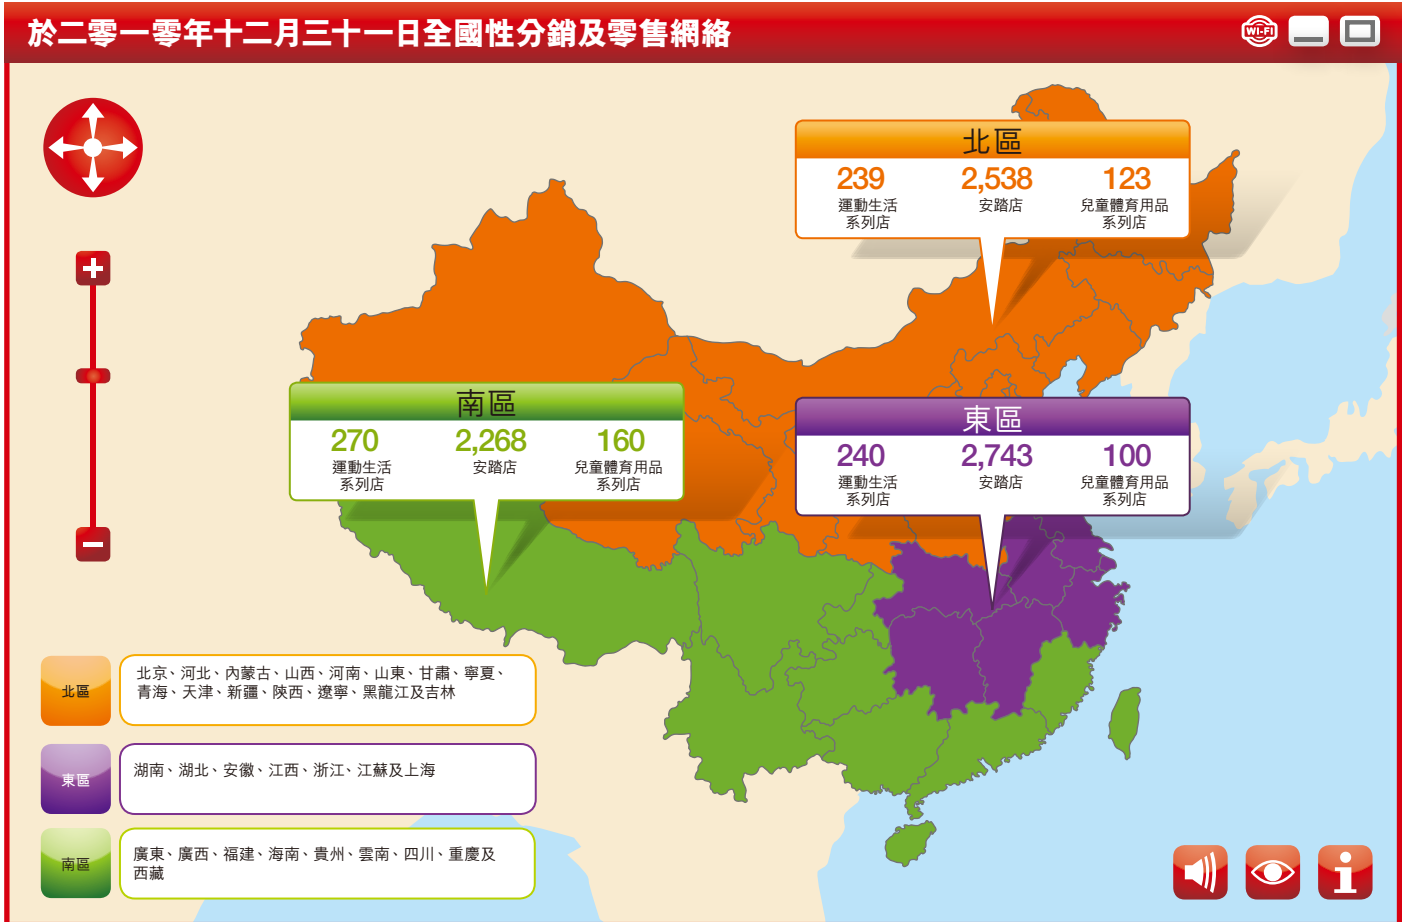 於二零一零年十二月三十一日全國性分銷及零售網絡
WI-FI
北區
239 2,538 123
運動生活 安踏店 兒童體育用品
系列店 系列店
南區
270 2,268 160
運動生活 安踏店 兒童體育用品
系列店 系列店
東區
240 2,743 100
運動生活 安踏店 兒童體育用品
系列店 系列店
北區
北京、河北、內蒙古、山西、河南、山東、甘肅、寧夏、
青海、天津、新疆、陝西、遼寧、黑龍江及吉林
東區
湖南、湖北、安徽、江西、浙江、江蘇及上海
南區
廣東、廣西、福建、海南、貴州、雲南、四川、重慶及
西藏